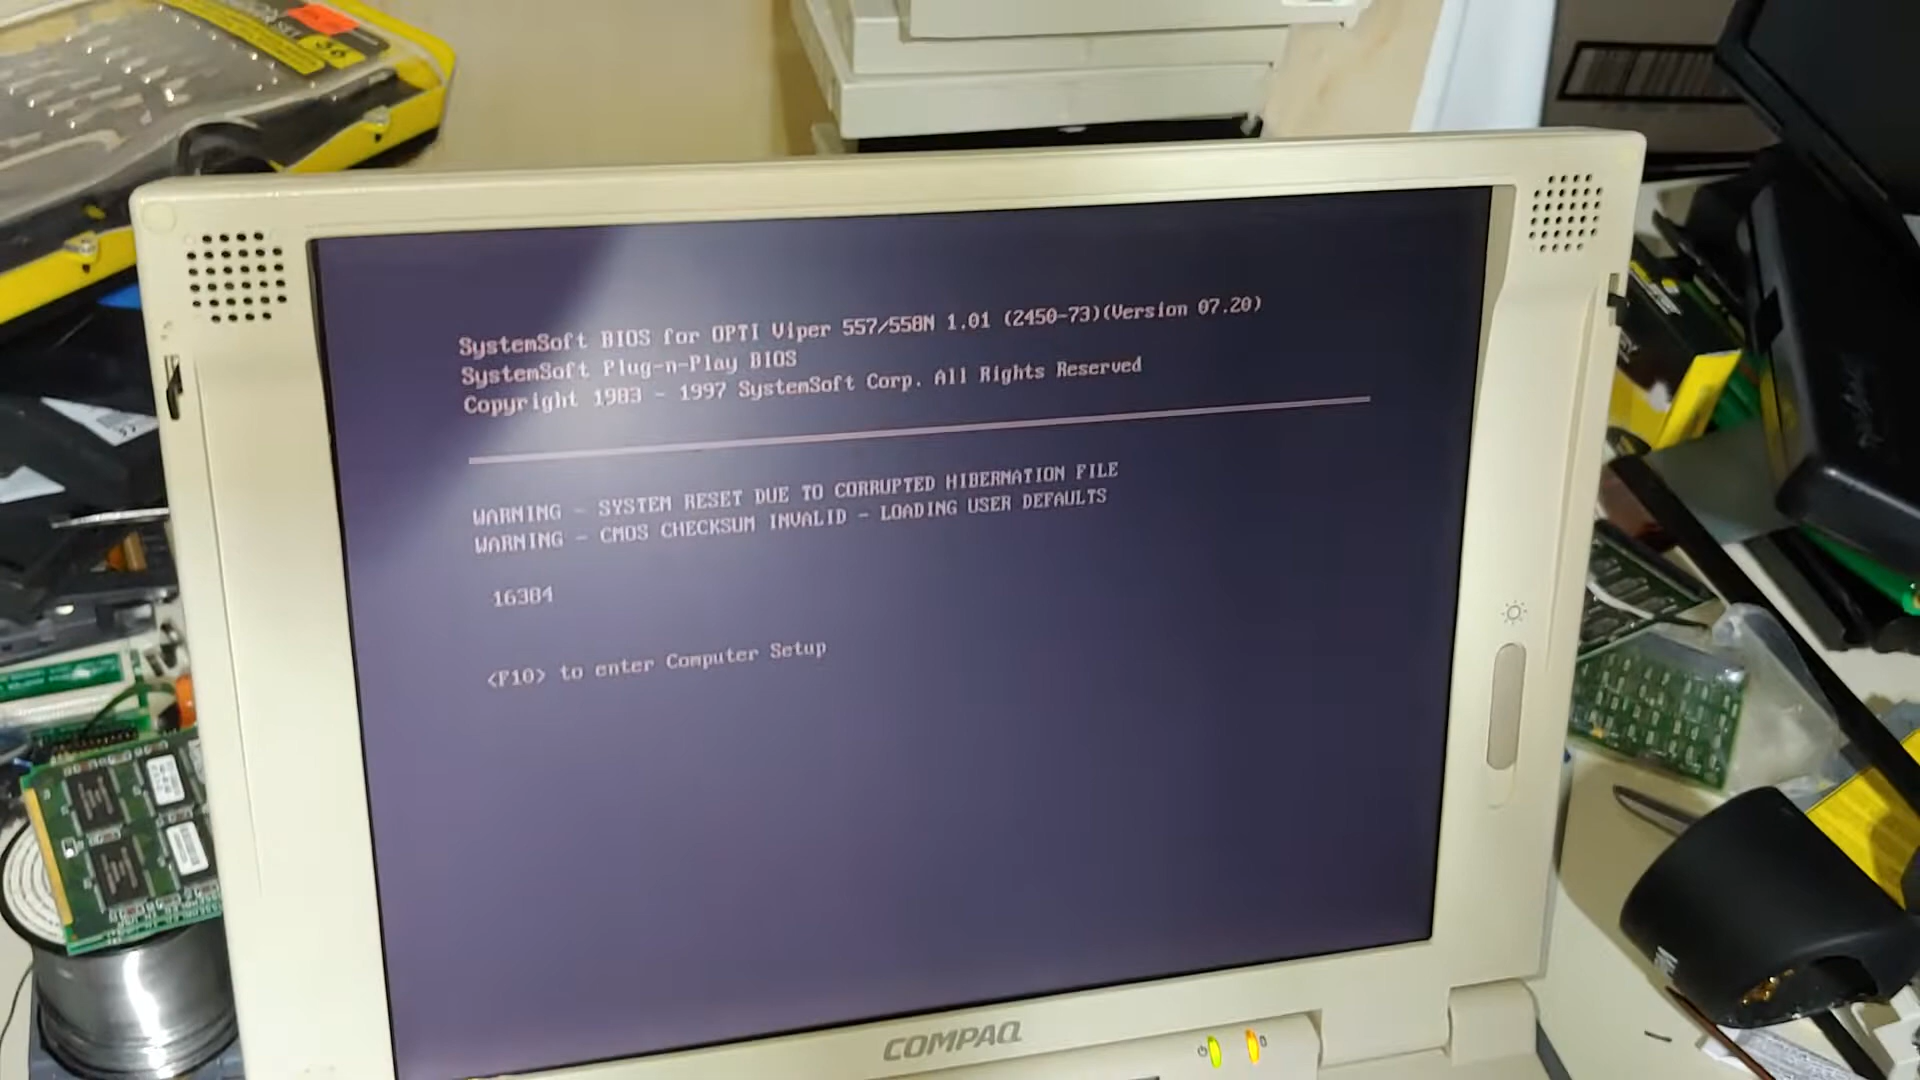 36
SystemSoft BIOS for OPTI Viper 557/558N 1.01 (2450-73)(Version 07.20)
SystemSoft Plug-n-Play BIOS
Copyright 1983 - 1997 SystemSoft Corp. All Rights Reserved
WARNING - SYSTEM RESET DUE TO CORRUPTED HIBERNATION FILE
WARNING - CMOS CHECKSUM INVALID - LOADING USER DEFAULTS
16384
<F10> to enter Computer Setup
COMPAQ